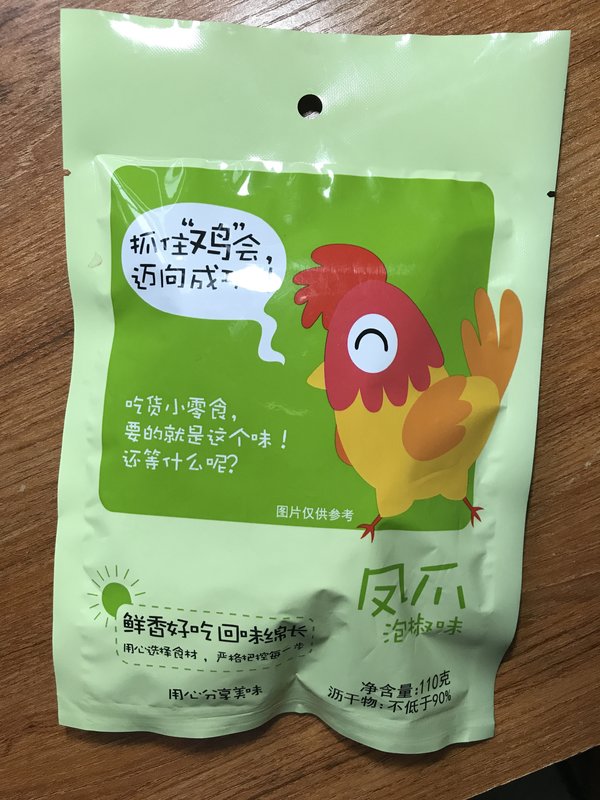 抓住“鸡”会，
迈向成
！
吃货小零食，
要的就是这个味！
还等什么呢？
图片仅供参考
凤爪
泡椒味
鲜香好吃 回味绵长
用心选择食材，严格把控每一步
用心分享美味
净含量:110克
沥干物:不低于90%